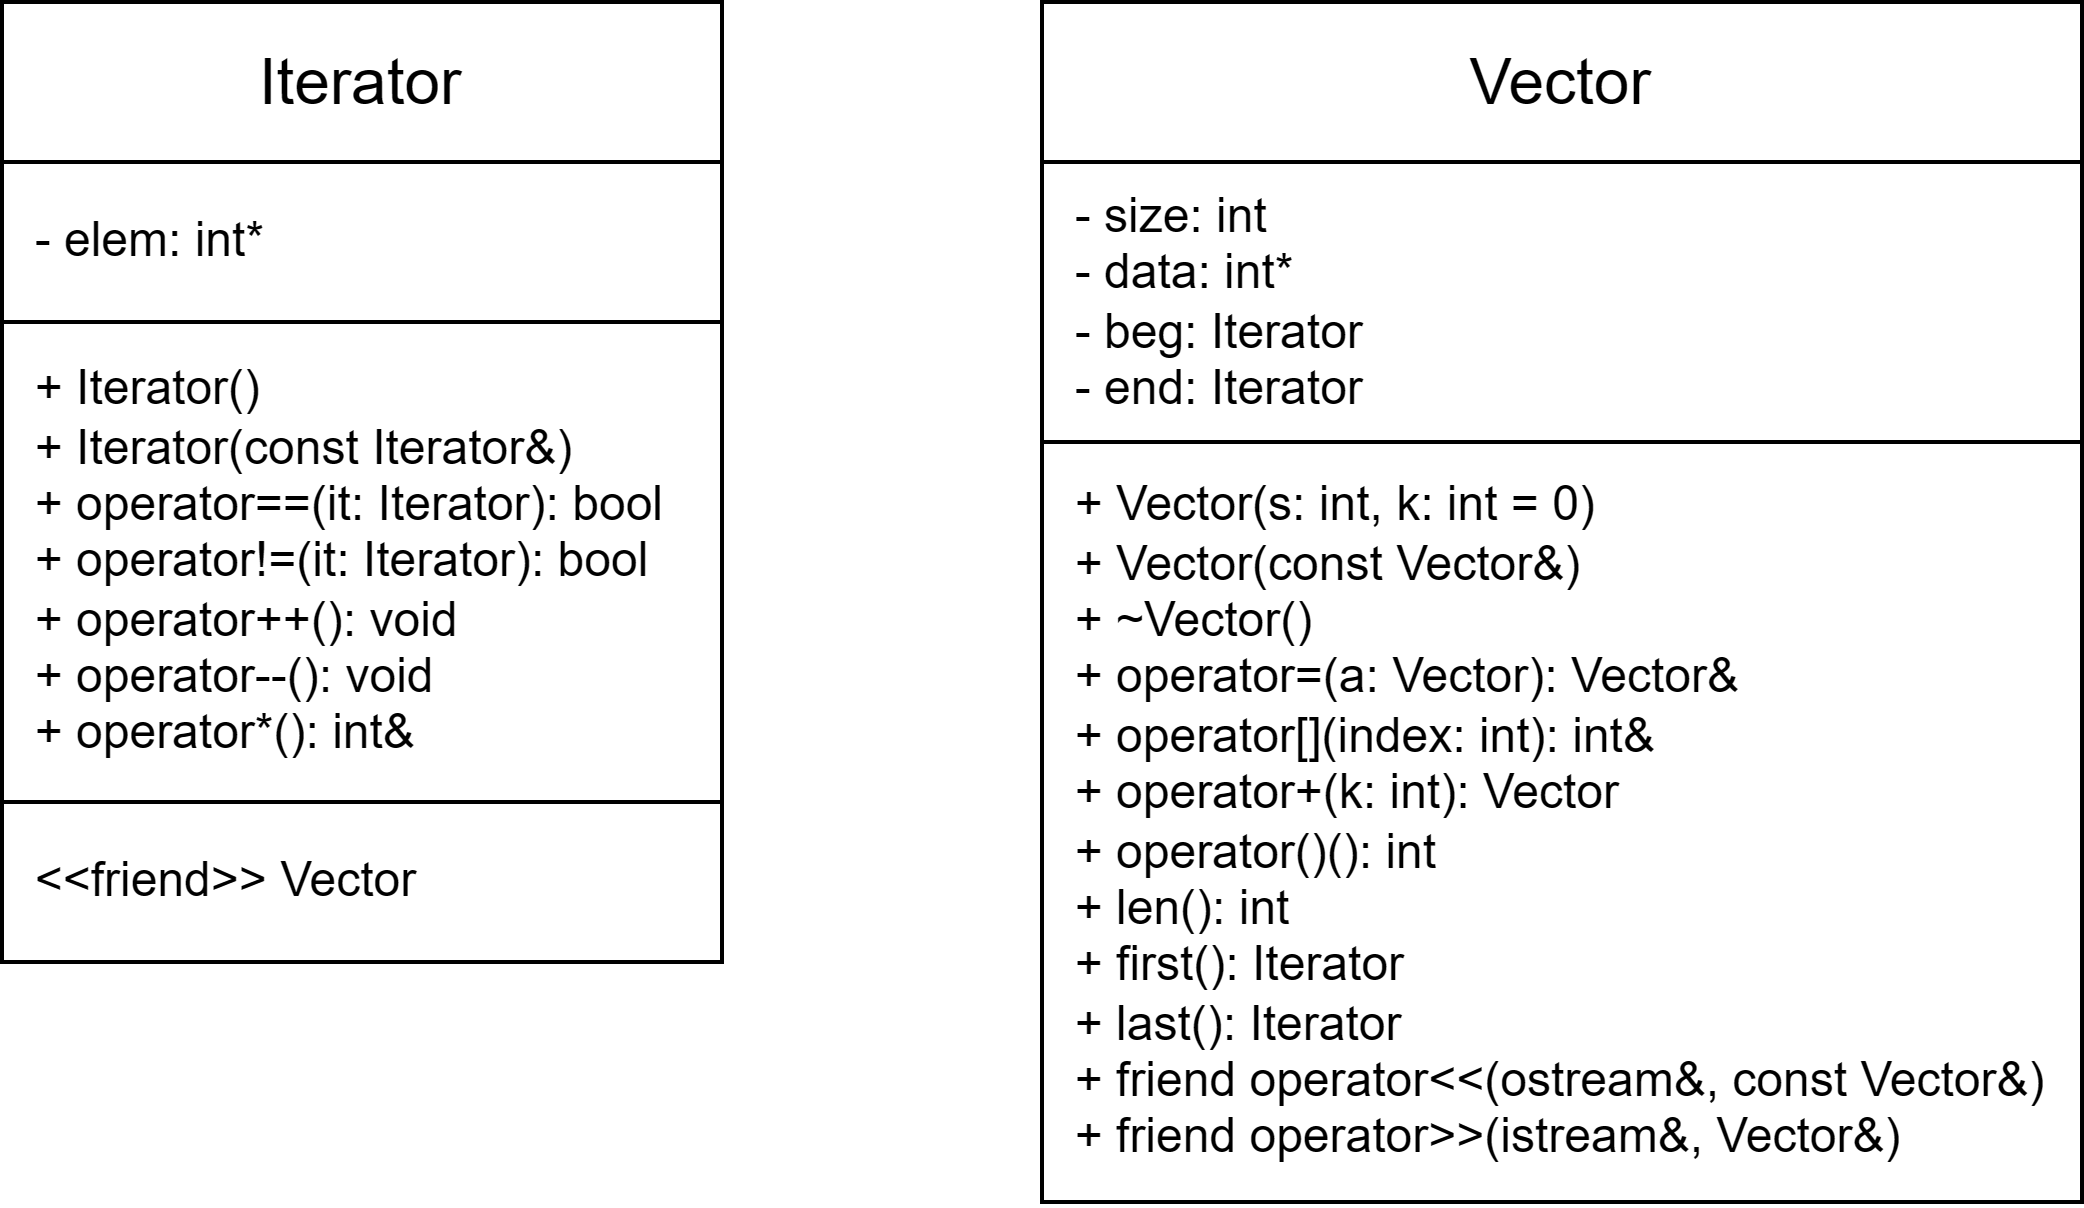 Iterator
- elem: int*
+ Iterator()
+ Iterator(const Iterator&)
+ operator==(it: Iterator): bool
+ operator!=(it: Iterator): bool
+ operator++(): void
+ operator--(): void
+ operator*(): int&
<<friend>> Vector
Vector
- size: int
- data: int*
- beg: Iterator
- end: Iterator
+ Vector(s: int, k: int = 0)
+ Vector(const Vector&)
+ ~Vector()
+ operator=(a: Vector): Vector&
+ operator[](index: int): int&
+ operator+(k: int): Vector
+ operator()(): int
+ len(): int
+ first(): Iterator
+ last(): Iterator
+ friend operator<<(ostream&, const Vector&)
+ friend operator>>(istream&, Vector&)